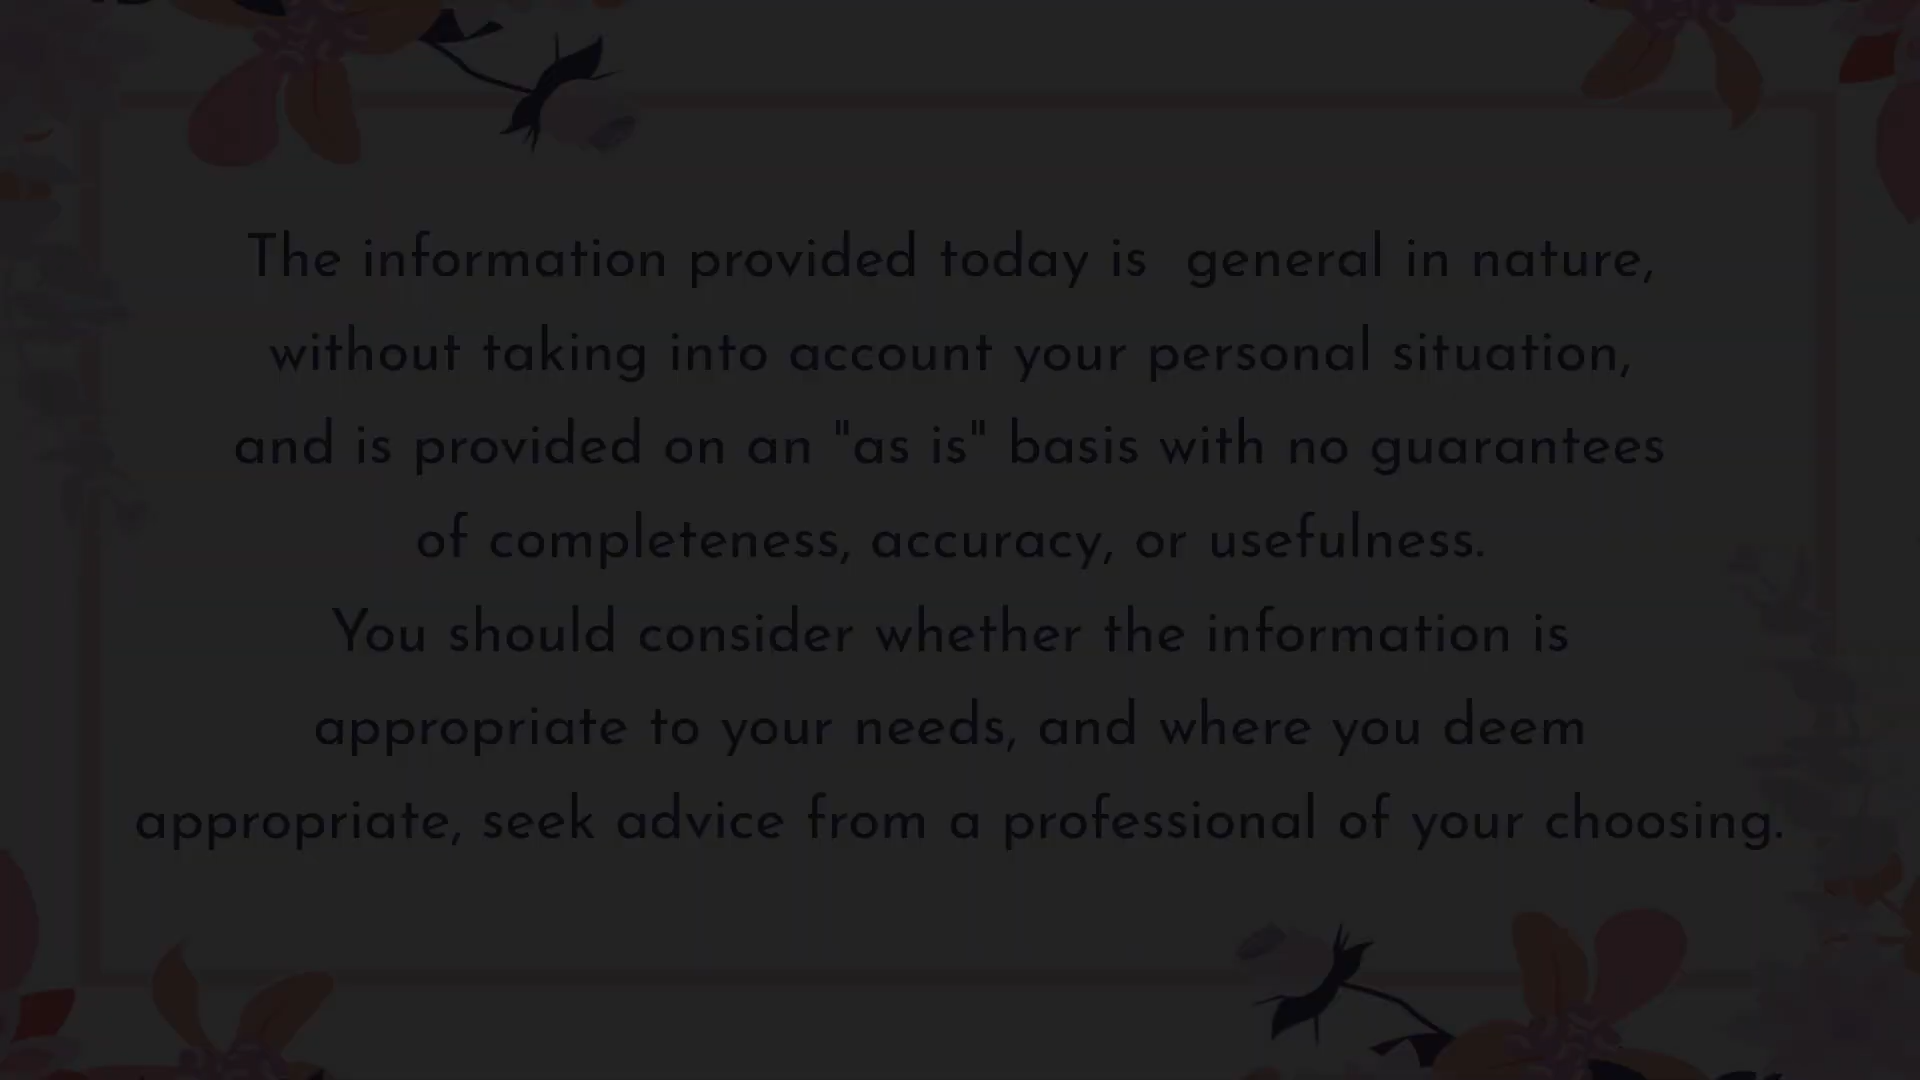 The information provided today is  general in nature,
without taking into account your personal situation,
and is provided on an "as is" basis with no guarantees
of completeness, accuracy, or usefulness.
You should consider whether the information is
appropriate to your needs, and where you deem
appropriate, seek advice from a professional of your choosing.